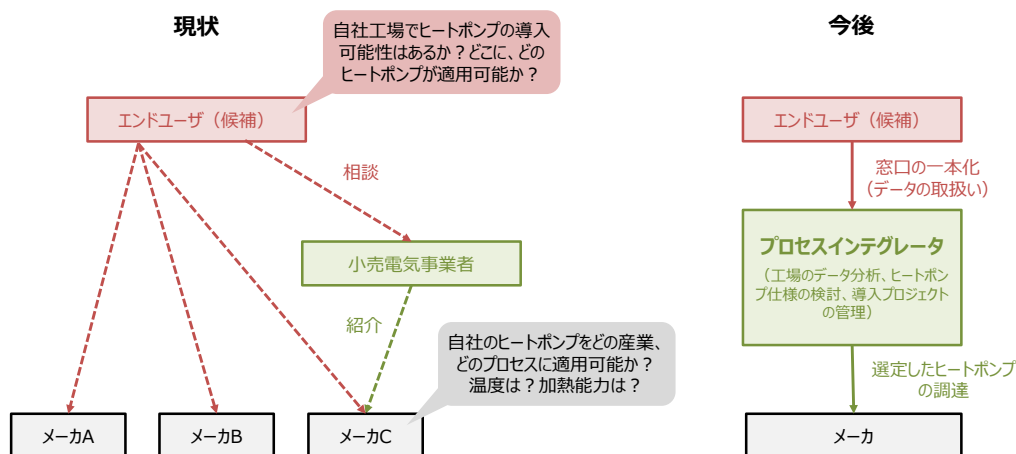 現状
自社工場でヒートポンプの導入
可能性はあるか？どこに、どの
ヒートポンプが適用可能か？
エンドユーザ（候補）
相談
小売電気事業者
紹介
自社のヒートポンプをどの産業、
どのプロセスに適用可能か？
温度は？加熱能力は？
メーカA
メーカB
メーカC
今後
エンドユーザ（候補）
窓口の一本化
（データの取扱い）
プロセスインテグレータ
（工場のデータ分析、ヒートポン
プ仕様の検討、導入プロジェクト
の管理）
選定したヒートポンプ
の調達
メーカ